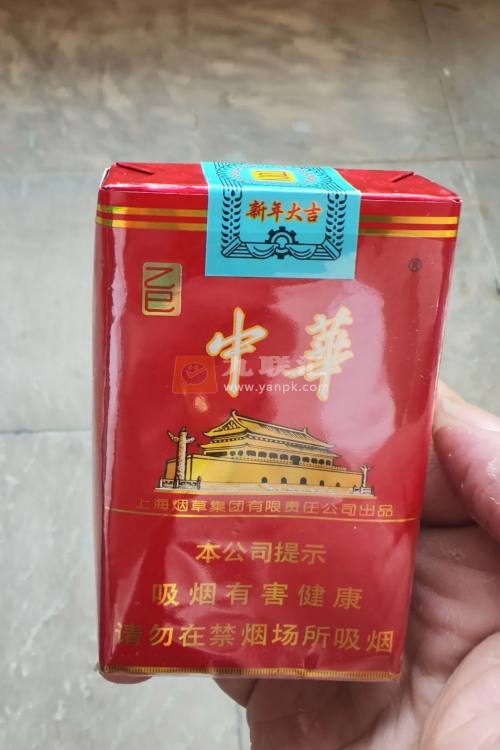 新年大吉
乙巳
®
中華
九联
www.yanpk.com
上海烟草集团有限责任公司出品
本公司提示
吸烟有害健康
请勿在禁烟场所吸烟